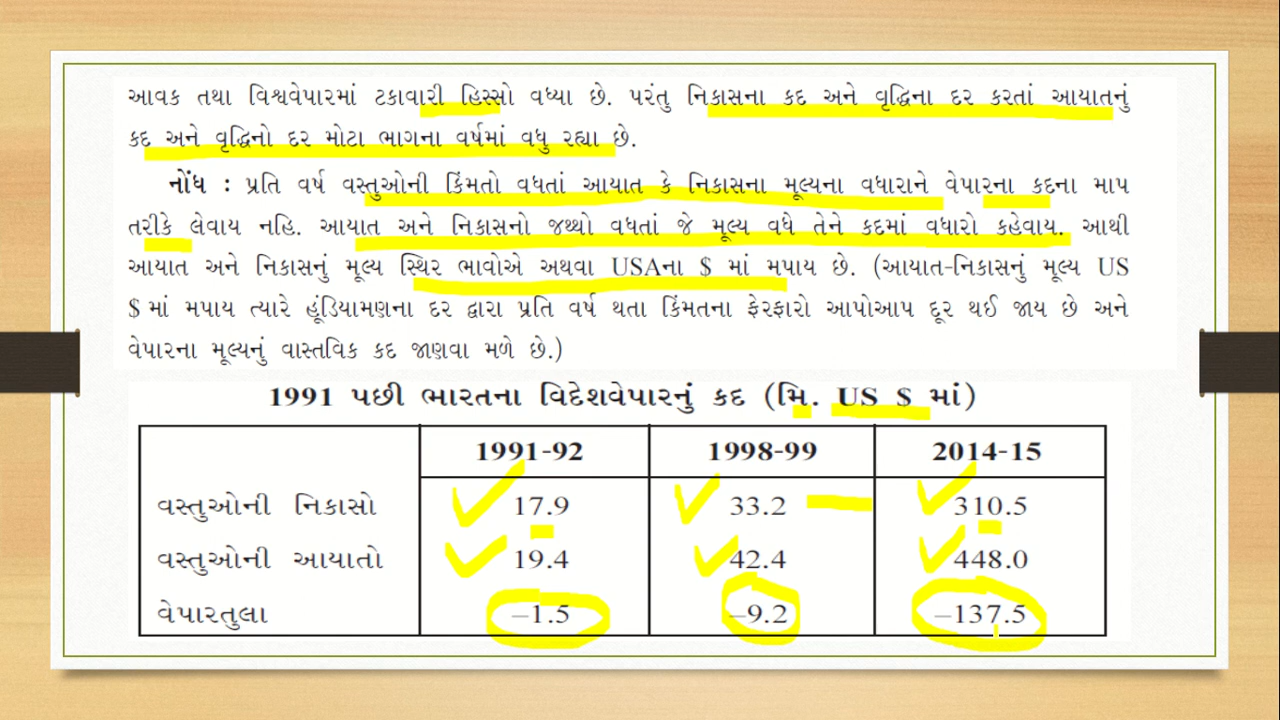 આવક તથા વિશ્વવેપારમાં ટકાવારી હિસ્સો વધ્યા છે. પરંતુ નિકાસના કદ અને વૃદ્ધિના દર કરતાં આયાતનું
કદ અને વૃદ્ધિનો દર મોટા ભાગના વર્ષમાં વધુ રહ્યા છે.
નોંધ : પ્રતિ વર્ષ વસ્તુઓની કિંમતો વધતાં આયાત કે નિકાસના મૂલ્યના વધારાને વેપારના કદના માપ
તરીકે લેવાય નહિ. આયાત અને નિકાસનો જથ્થો વધતાં જે મૂલ્ય વધે તેને કદમાં વધારો કહેવાય. આથી
આયાત અને નિકાસનું મૂલ્ય સ્થિર ભાવોએ અથવા USAના $ માં મપાય છે. (આયાત-નિકાસનું મૂલ્ય US
$ માં મપાય ત્યારે હૂંડિયામણના દર દ્વારા પ્રતિ વર્ષ થતા કિંમતના ફેરફારો આપોઆપ દૂર થઈ જાય છે અને
વેપારના મૂલ્યનું વાસ્તવિક કદ જાણવા મળે છે.)
1991 પછી ભારતના વિદેશવેપારનું કદ (મિ. US $ માં)
1991-92 1998-99 2014-15
વસ્તુઓની નિકાસો 17.9 33.2 310.5
વસ્તુઓની આયાતો 19.4 42.4 448.0
વેપારતુલા –1.5 –9.2 –137.5